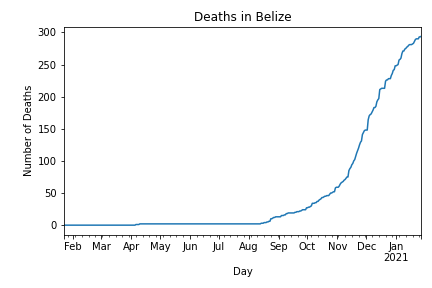 Deaths in Belize
300
250
200
150
100
50
0
Number of Deaths
Feb Mar Apr May Jun Jul Aug Sep Oct Nov Dec Jan
2021
Day